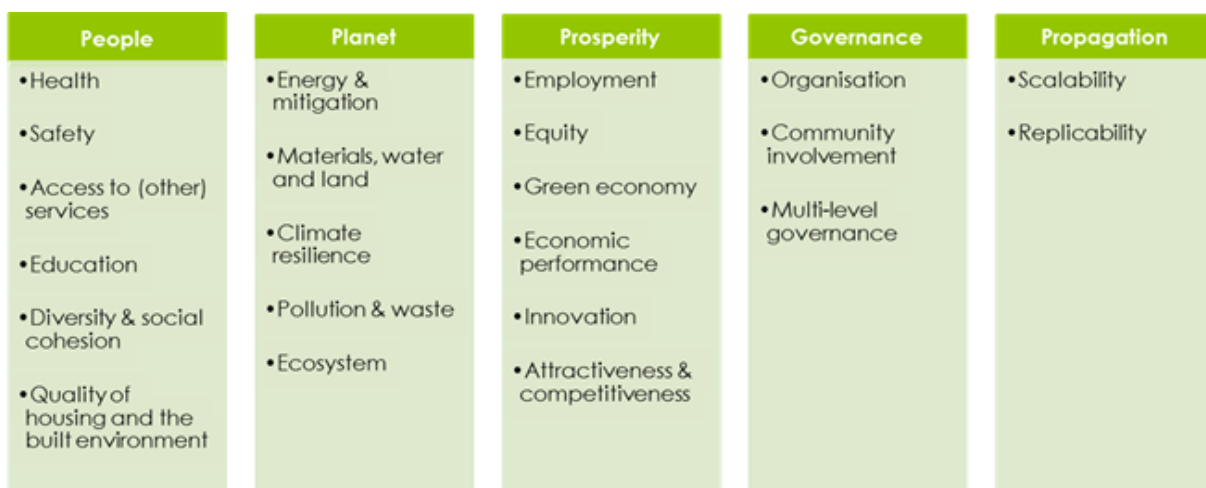 People
•Health
•Safety
•Access to (other)
services
•Education
•Diversity & social
cohesion
•Quality of
housing and the
built environment
Planet
•Energy &
mitigation
•Materials, water
and land
•Climate
resilience
•Pollution & waste
•Ecosystem
Prosperity
•Employment
•Equity
•Green economy
•Economic
performance
•Innovation
•Attractiveness &
competitiveness
Governance
•Organisation
•Community
involvement
•Multi-level
governance
Propagation
•Scalability
•Replicability